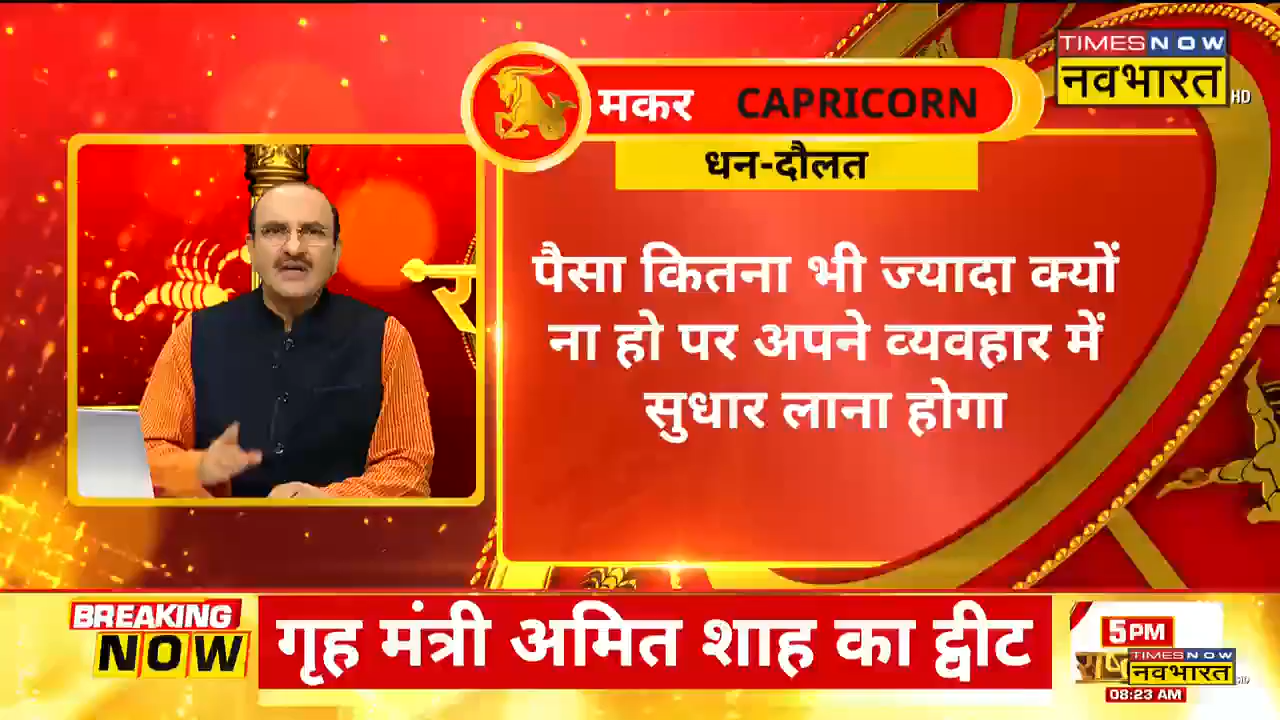 TIMES NOW
नवभारत
HD
मकर CAPRICORN
धन-दौलत
पैसा कितना भी ज्यादा क्यों
ना हो पर अपने व्यवहार में
सुधार लाना होगा
BREAKING
NOW
गृह मंत्री अमित शाह का ट्वीट
5PM
TIMES NOW
नवभारत
HD
08:23 AM